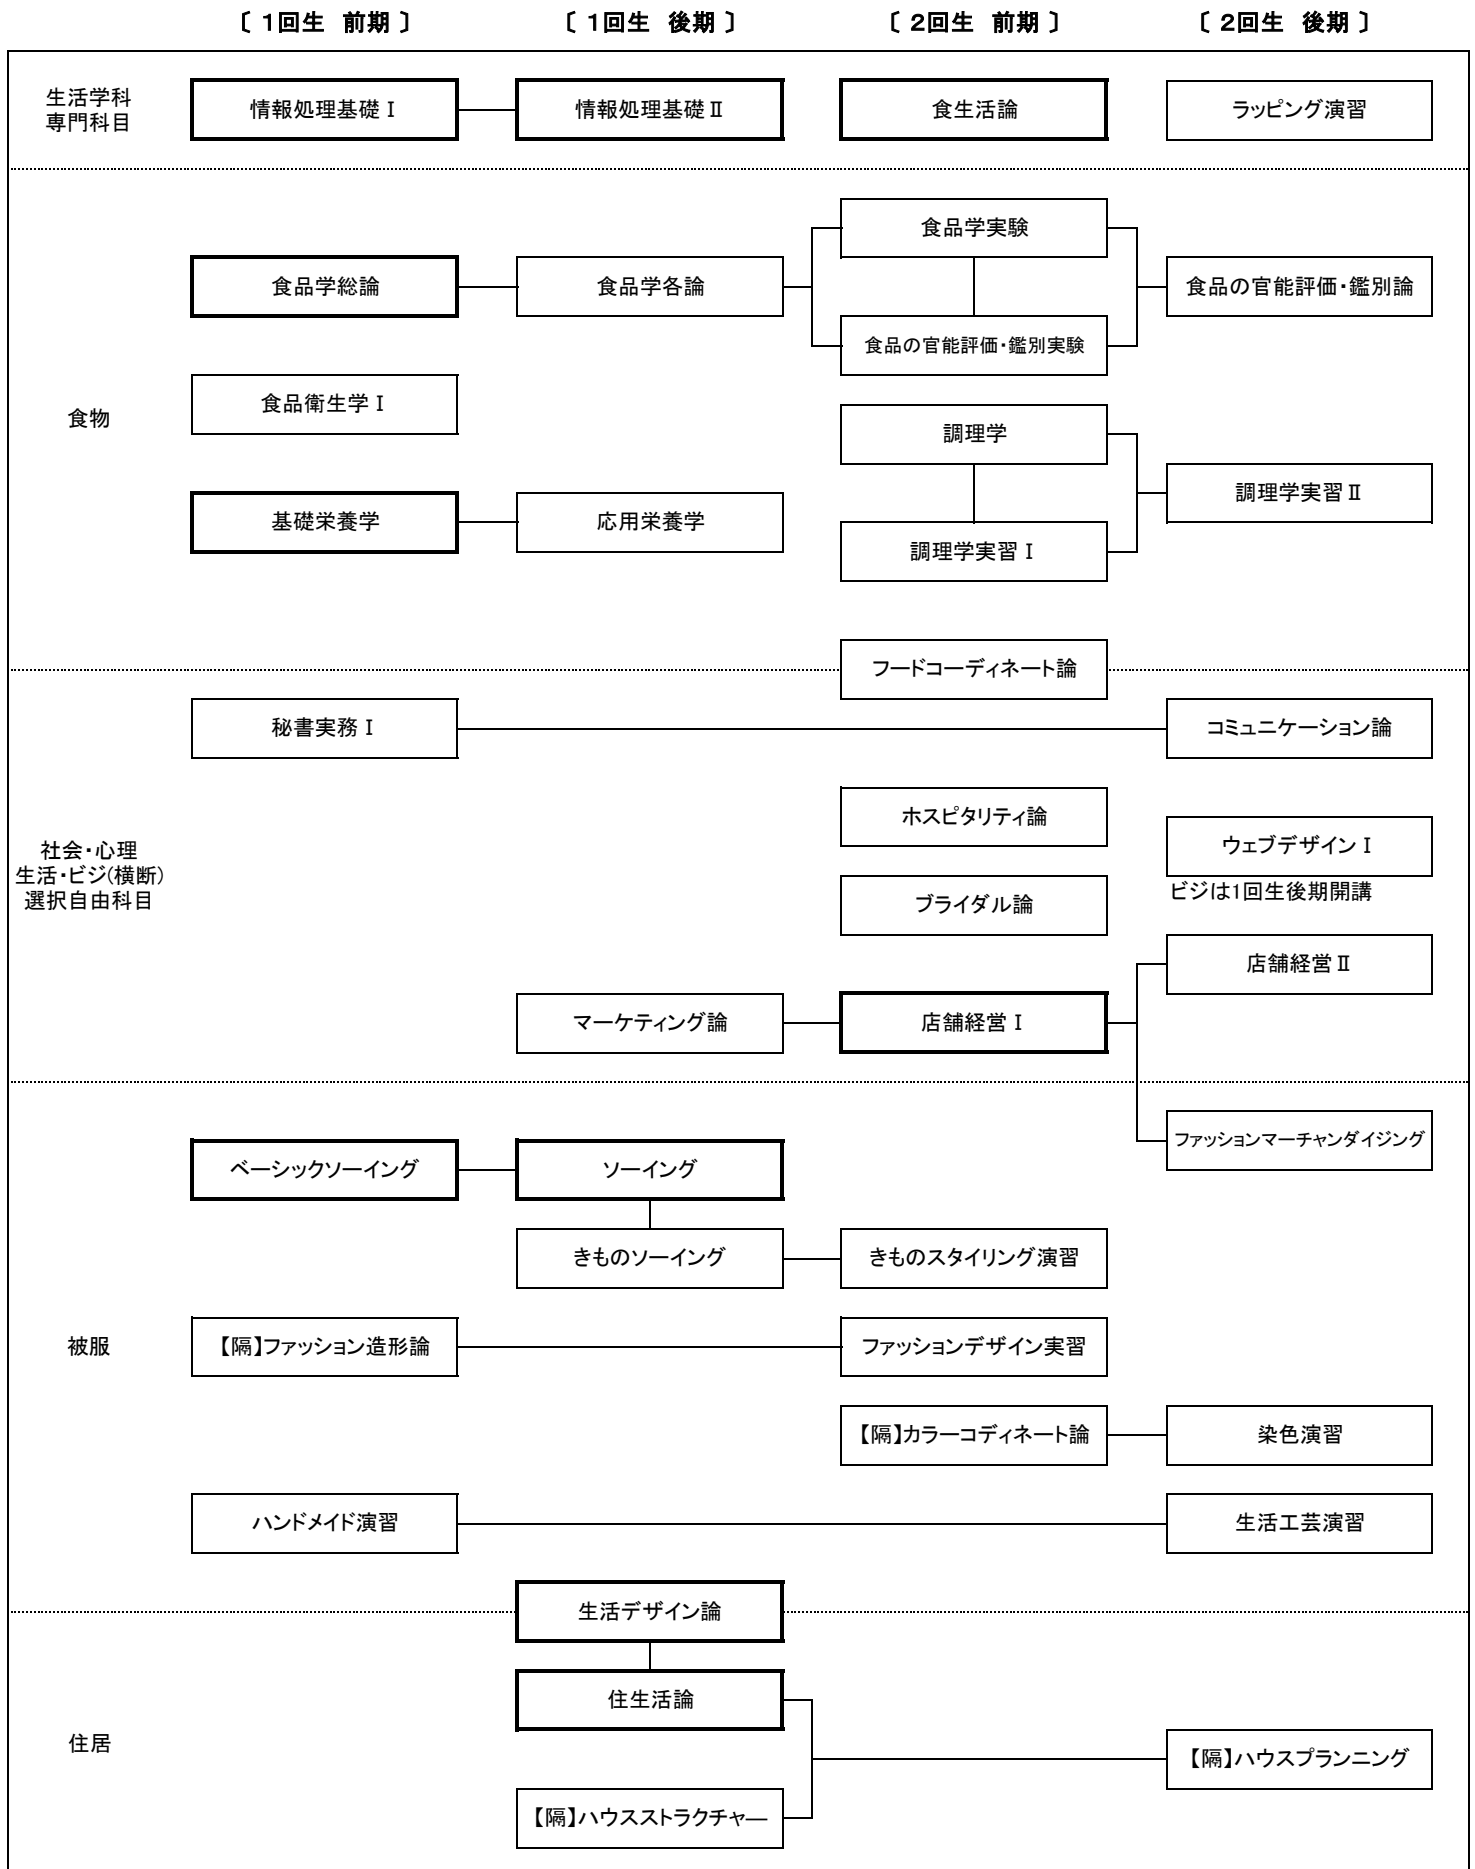 〔 1回生 前期 〕
〔 1回生 後期 〕
〔 2回生 前期 〕
〔 2回生 後期 〕
生活学科
専門科目
情報処理基礎Ⅰ
情報処理基礎Ⅱ
食生活論
ラッピング演習
食物
食品学実験
食品学総論
食品学各論
食品の官能評価・鑑別論
食品の官能評価・鑑別実験
食品衛生学Ⅰ
調理学
調理学実習Ⅱ
基礎栄養学
応用栄養学
調理学実習Ⅰ
フードコーディネート論
秘書実務Ⅰ
コミュニケーション論
社会・心理
生活・ビジ(横断)
選択自由科目
ホスピタリティ論
ウェブデザインⅠ
ビジは1回生後期開講
ブライダル論
店舗経営Ⅱ
マーケティング論
店舗経営Ⅰ
ファッションマーチャンダイジング
被服
ベーシックソーイング
ソーイング
きものソーイング
きものスタイリング演習
【隔】ファッション造形論
ファッションデザイン実習
【隔】カラーコディネート論
染色演習
ハンドメイド演習
生活工芸演習
生活デザイン論
住居
住生活論
【隔】ハウスプランニング
【隔】ハウスストラクチャ―